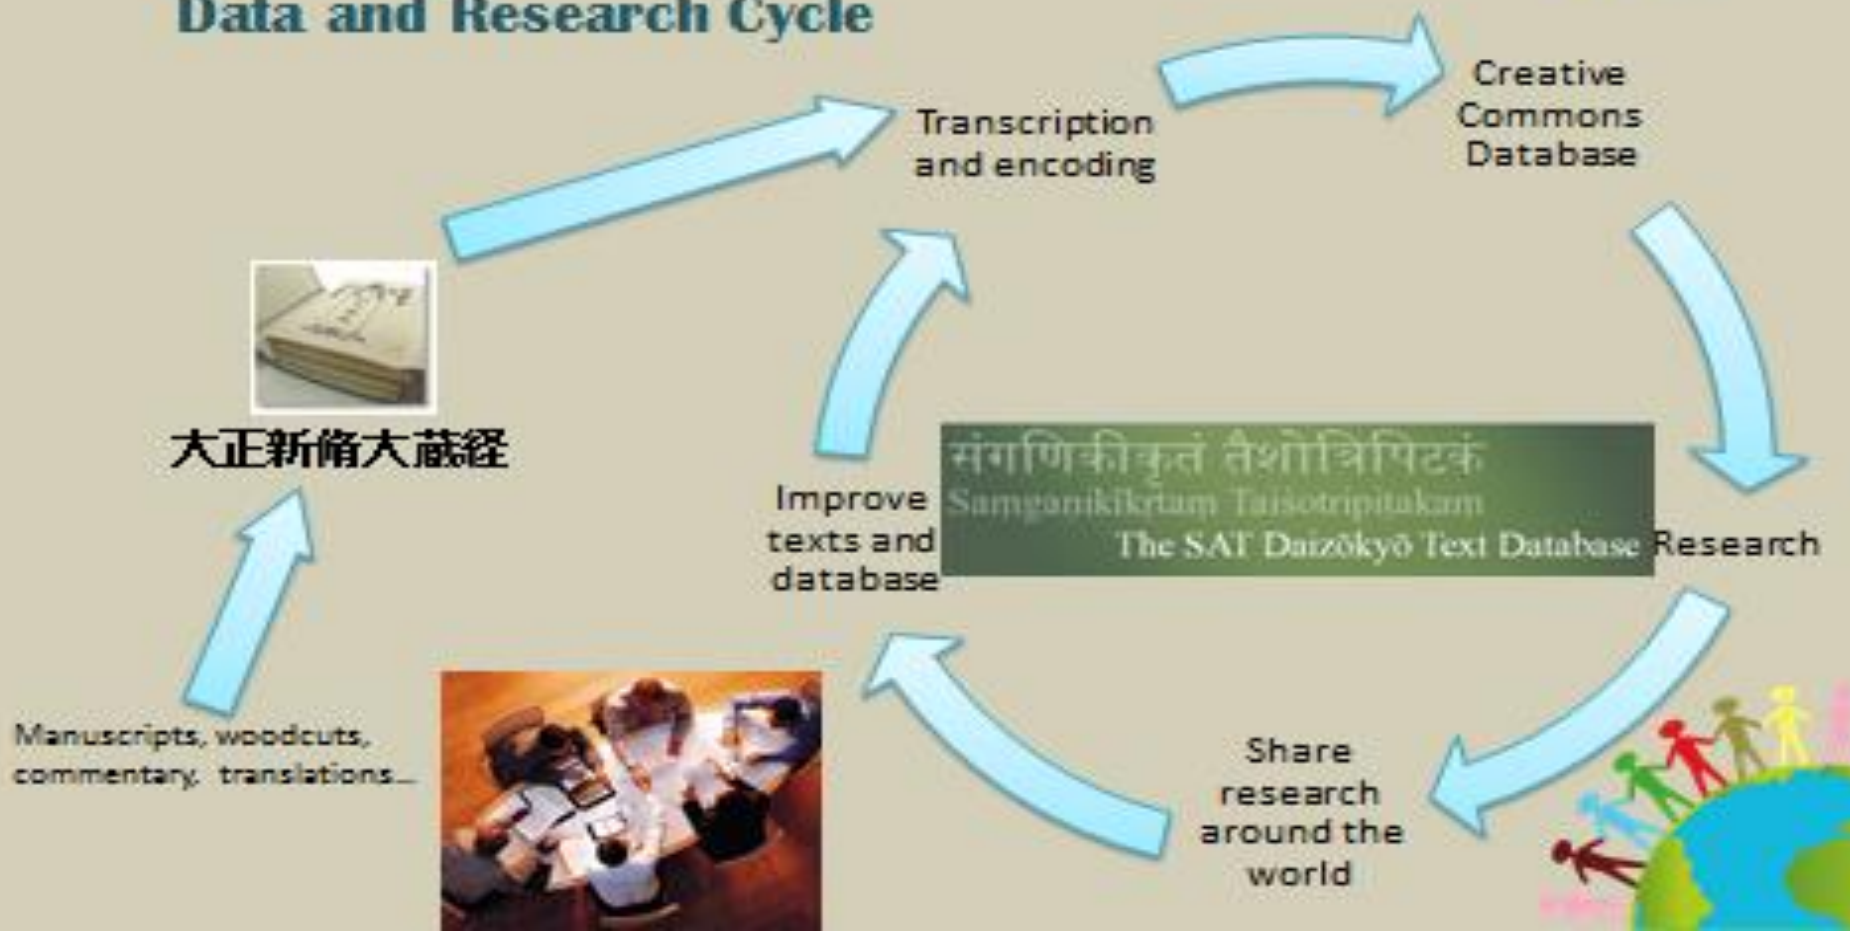 Data and Research Cycle
Transcription
and encoding
Creative
Commons
Database
大正新脩大蔵経
संगणिकीकृतं तैशोत्रिपिटकं
Saṃgaṇikīkṛtaṃ Taiśotripiṭakaṃ
The SAT Daizōkyō Text Database
Improve
texts and
database
Research
Manuscripts, woodcuts,
commentary, translations...
Share
research
around the
world